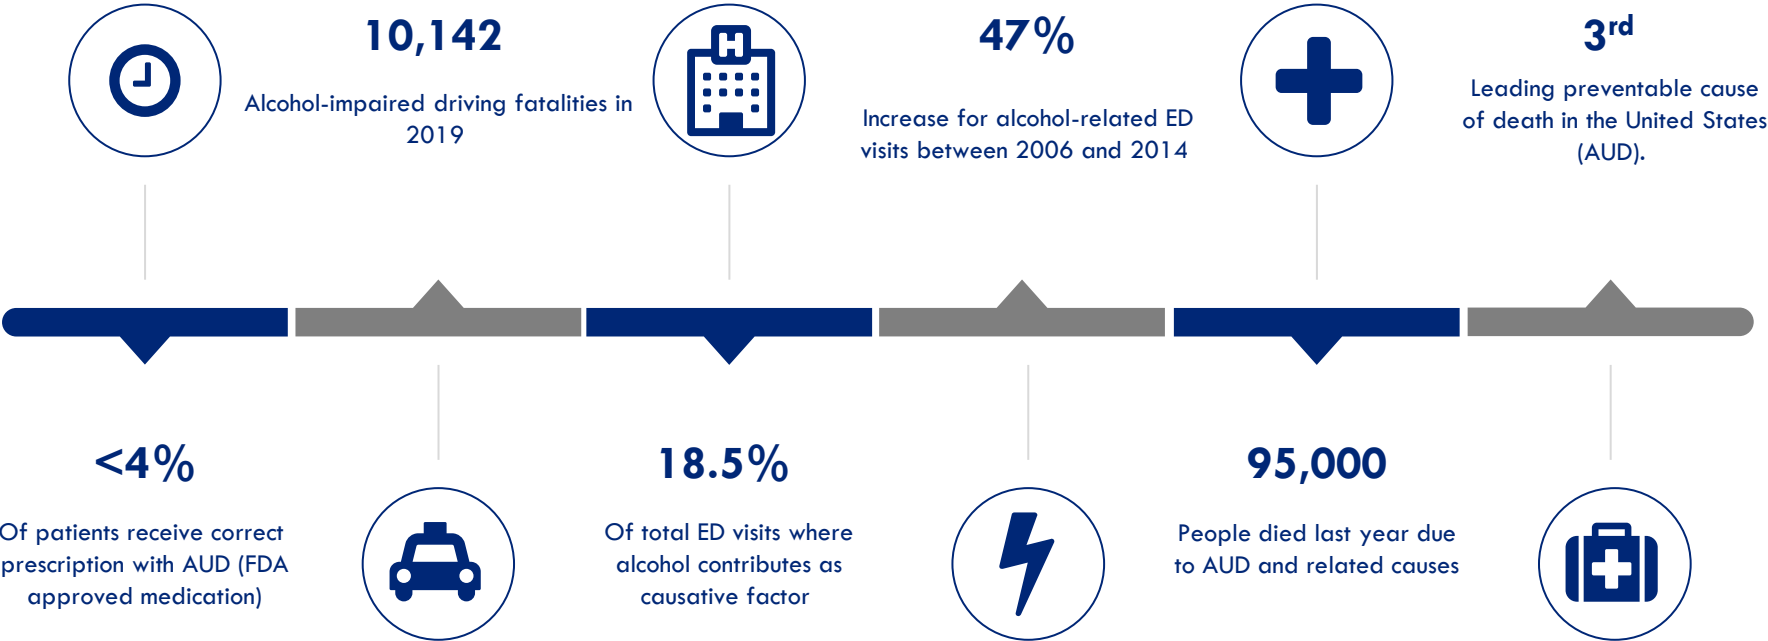 10,142
Alcohol-impaired driving fatalities in
2019
H
47%
Increase for alcohol-related ED
visits between 2006 and 2014
3rd
Leading preventable cause
of death in the United States
(AUD).
<4%
Of patients receive correct
prescription with AUD (FDA
approved medication)
18.5%
Of total ED visits where
alcohol contributes as
causative factor
95,000
People died last year due
to AUD and related causes